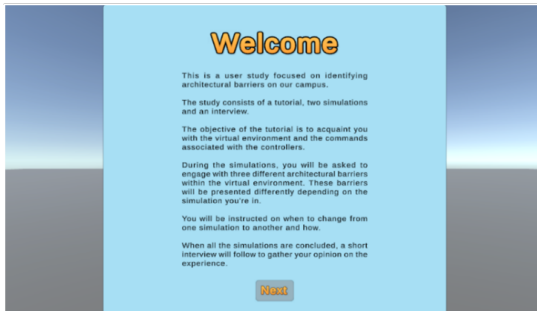 Welcome
This is a user study focused on identifying
architectural barriers on our campus.
The study consists of a tutorial, two simulations
and an interview.
The objective of the tutorial is to acquaint you
with the virtual environment and the commands
associated with the controllers.
During the simulations, you will be asked to
engage with three different architectural barriers
within the virtual environment. These barriers
will be presented differently depending on the
simulation you're in.
You will be instructed on when to change from
one simulation to another and how.
When all the simulations are concluded, a short
interview will follow to gather your opinion on the
experience.
Next